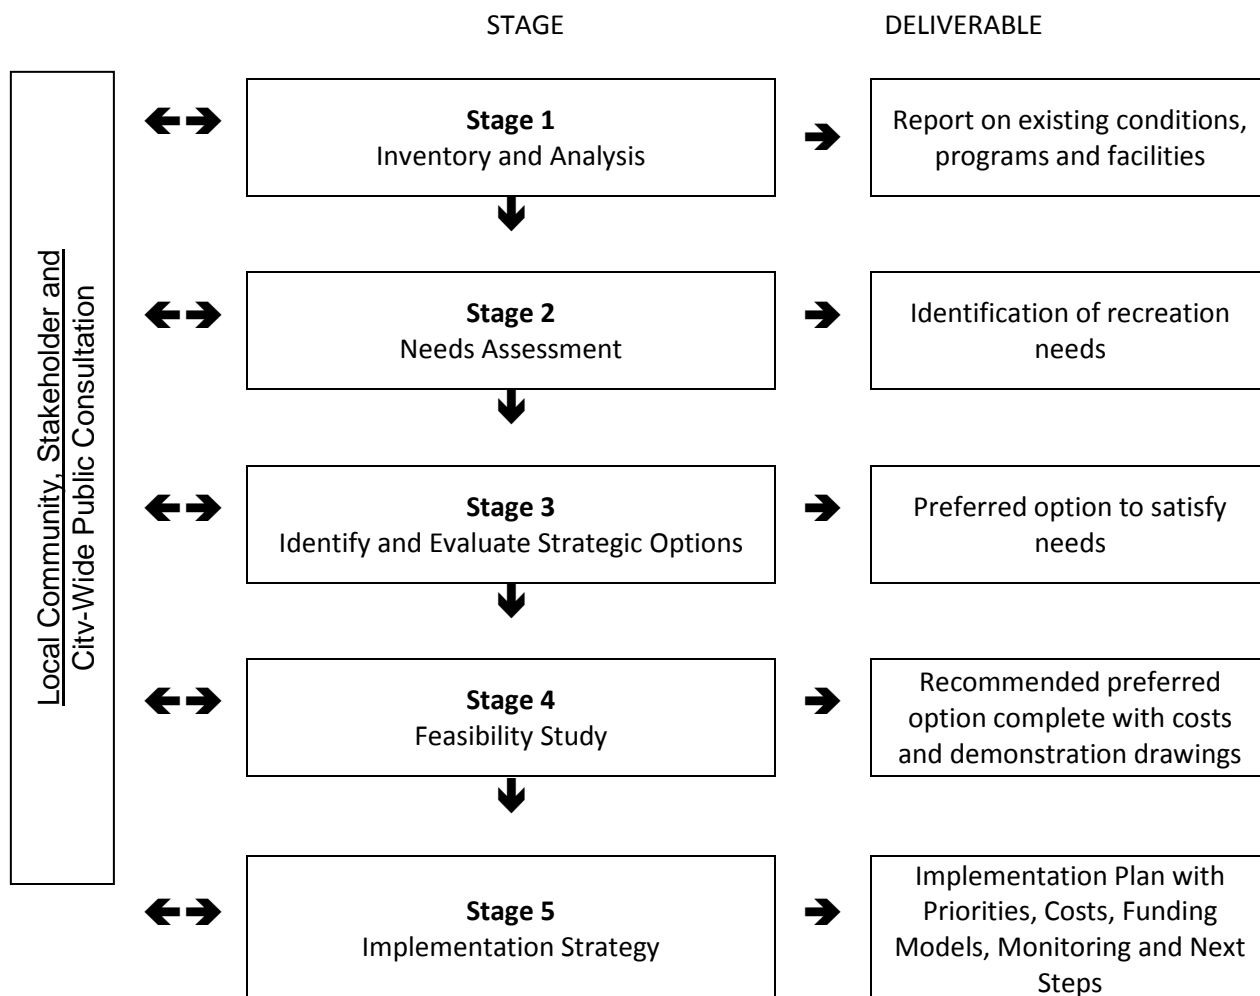 STAGE
DELIVERABLE
Local Community, Stakeholder and
City-Wide Public Consultation
Stage 1
Inventory and Analysis
Report on existing conditions,
programs and facilities
Stage 2
Needs Assessment
Identification of recreation
needs
Stage 3
Identify and Evaluate Strategic Options
Preferred option to satisfy
needs
Stage 4
Feasibility Study
Recommended preferred
option complete with costs
and demonstration drawings
Stage 5
Implementation Strategy
Implementation Plan with
Priorities, Costs, Funding
Models, Monitoring and Next
Steps